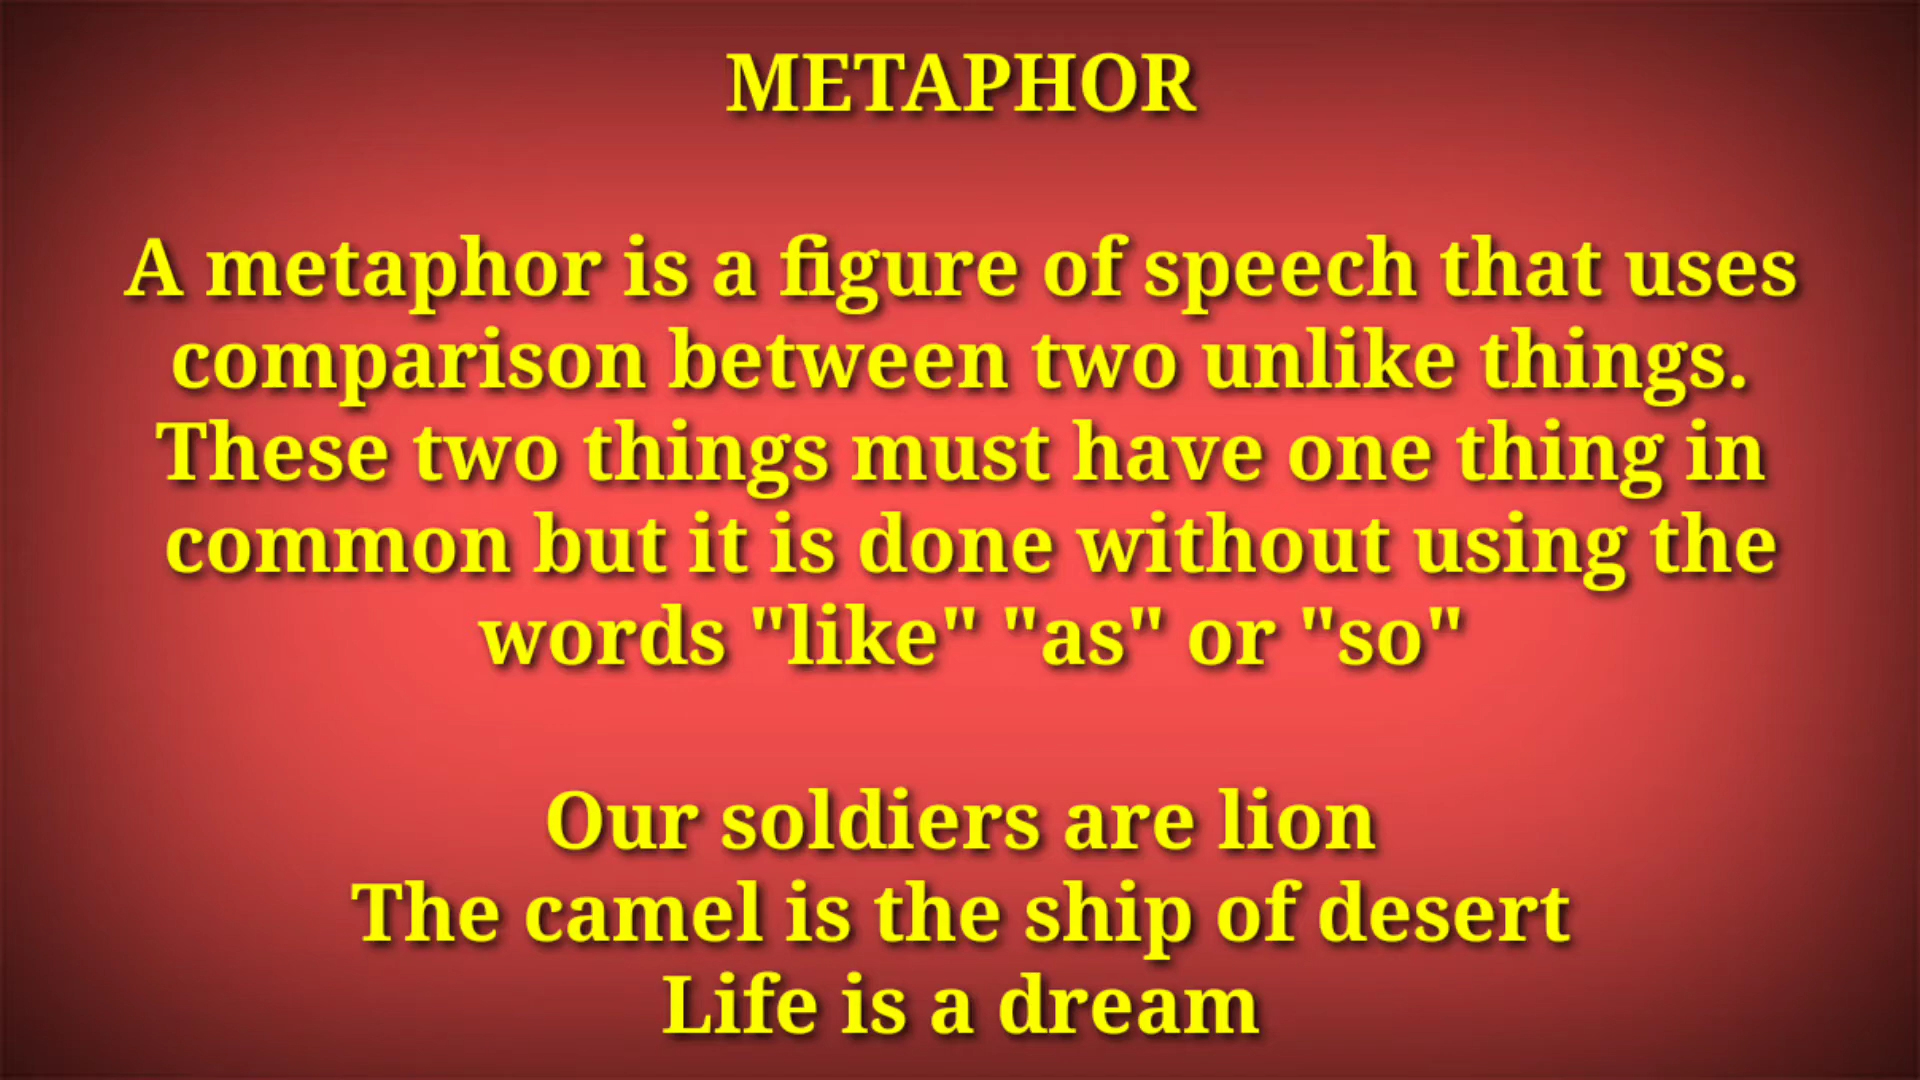 METAPHOR
A metaphor is a figure of speech that uses
comparison between two unlike things.
These two things must have one thing in
common but it is done without using the
words "like" "as" or "so"
Our soldiers are lion
The camel is the ship of desert
Life is a dream